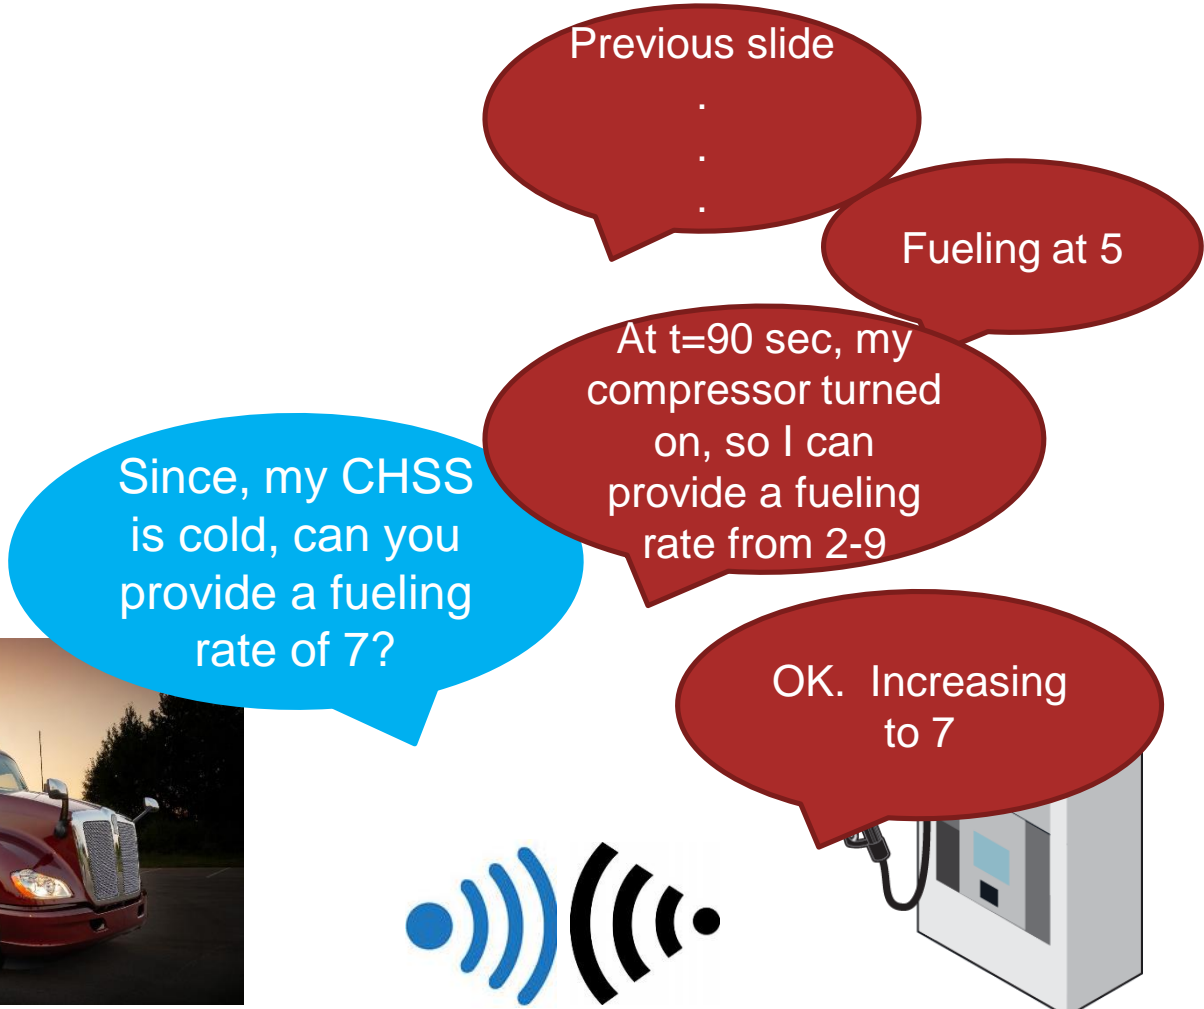 Previous slide
.
.
.
Fueling at 5
At t=90 sec, my
compressor turned
on, so I can
provide a fueling
rate from 2-9
Since, my CHSS
is cold, can you
provide a fueling
rate of 7?
OK.  Increasing
to 7